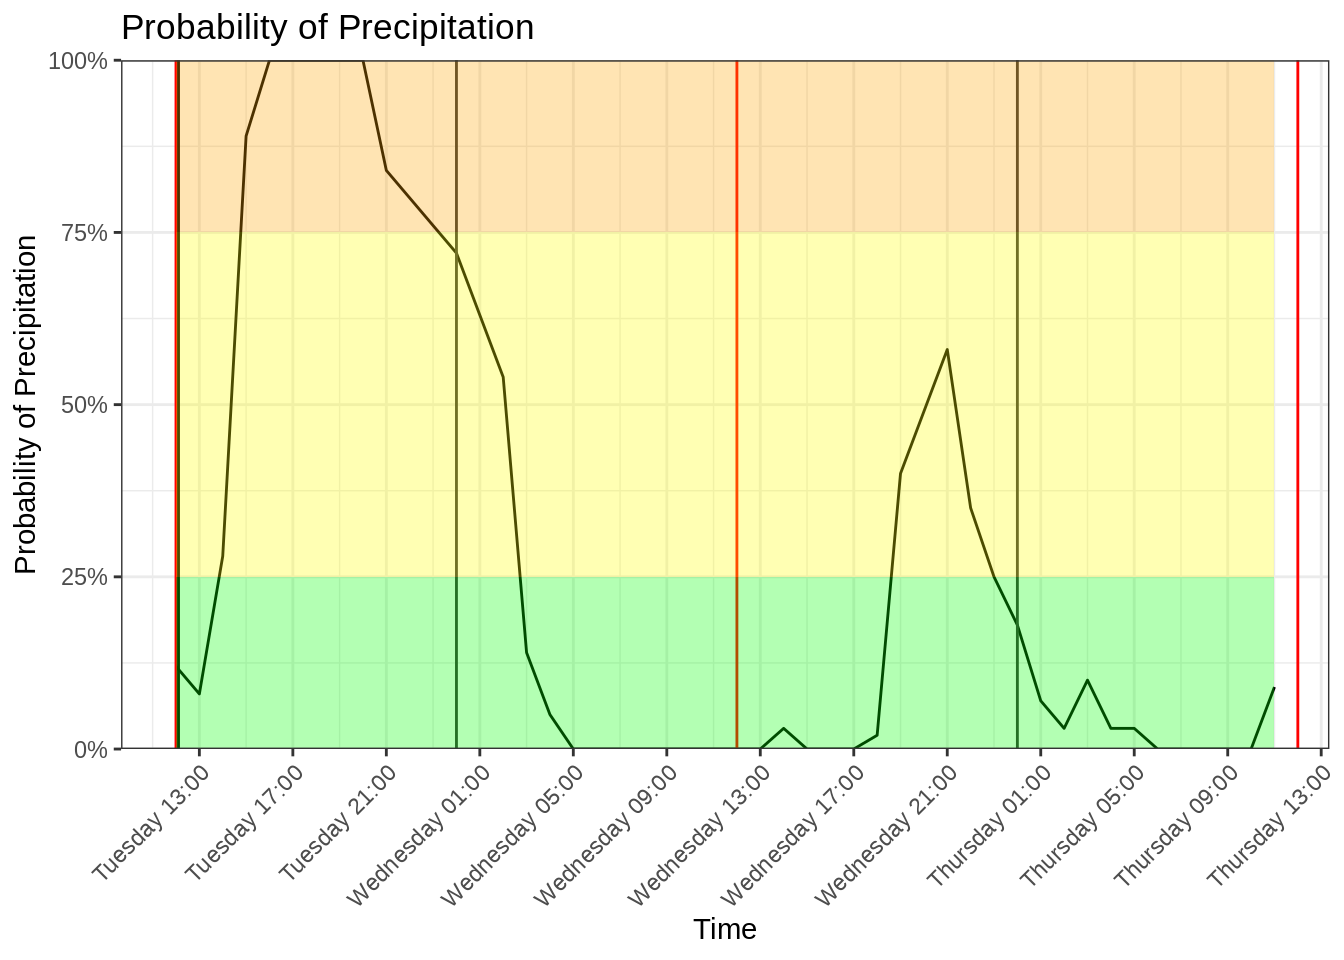 Probability of Precipitation
Probability of Precipitation
100%
75%
50%
25%
0%
Tuesday 13:00
Tuesday 17:00
Tuesday 21:00
Wednesday 01:00
Wednesday 05:00
Wednesday 09:00
Wednesday 13:00
Wednesday 17:00
Wednesday 21:00
Thursday 01:00
Thursday 05:00
Thursday 09:00
Thursday 13:00
Time